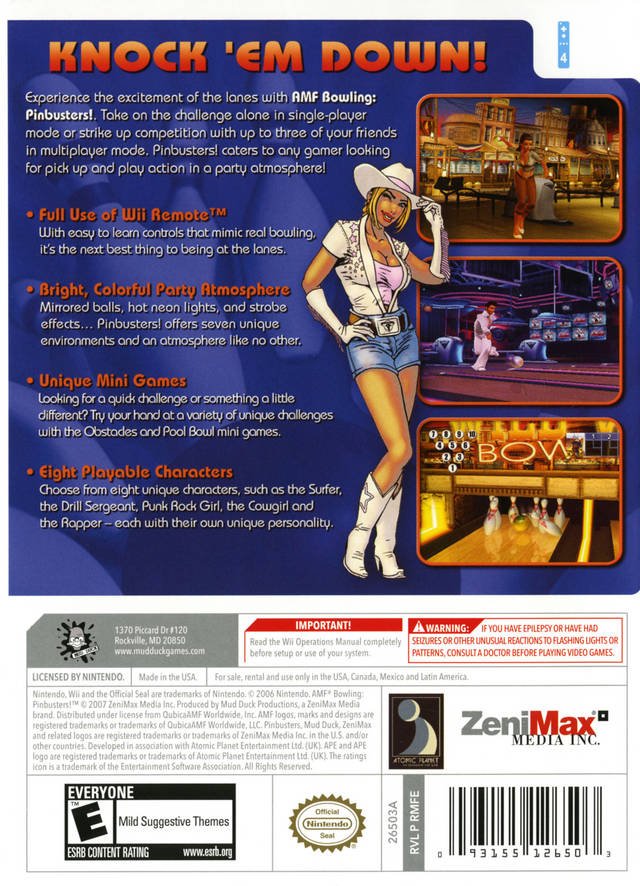 KNOCK 'EM DOWN!
4
Experience the excitement of the lanes with AMF Bowling:
Pinbusters!. Take on the challenge alone in single-player
mode or strike up competition with up to three of your friends
in multiplayer mode. Pinbusters! caters to any gamer looking
for pick up and play action in a party atmosphere!
• Full Use of Wii Remote™
With easy to learn controls that mimic real bowling,
it's the next best thing to being at the lanes.
• Bright, Colorful Party Atmosphere
Mirrored balls, hot neon lights, and strobe
effects... Pinbusters! offers seven unique
environments and an atmosphere like no other.
• Unique Mini Games
Looking for a quick challenge or something a little
different? Try your hand at a variety of unique challenges
with the Obstacles and Pool Bowl mini games.
• Eight Playable Characters
Choose from eight unique characters, such as the Surfer,
the Drill Sergeant, Punk Rock Girl, the Cowgirl and
the Rapper – each with their own unique personality.
7 8 9 10
4 5 6
2 3
1
BOW
1 2
MUD DUCK
1370 Piccard Dr #120
Rockville, MD 20850
www.mudduckgames.com
IMPORTANT!
Read the Wii Operations Manual completely
before setup or use of your system.
WARNING: IF YOU HAVE EPILEPSY OR HAVE HAD
SEIZURES OR OTHER UNUSUAL REACTIONS TO FLASHING LIGHTS OR
PATTERNS, CONSULT A DOCTOR BEFORE PLAYING VIDEO GAMES.
LICENSED BY NINTENDO.
Made in the USA.
For sale, rental and use only in the USA, Canada, Mexico and Latin America.
Nintendo, Wii and the Official Seal are trademarks of Nintendo. © 2006 Nintendo. AMF® Bowling:
Pinbusters!™ © 2007 ZeniMax Media Inc. Produced by Mud Duck Productions, a ZeniMax Media
brand. Distributed under license from QubicaAMF Worldwide, Inc. AMF logos, marks and designs are
registered trademarks or trademarks of QubicaAMF Worldwide, LLC. Pinbusters, Mud Duck, ZeniMax
and related logos are registered trademarks or trademarks of ZeniMax Media Inc. in the U.S. and/or
other countries. Developed in association with Atomic Planet Entertainment Ltd. (UK). APE and APE
logo are registered trademarks or trademarks of Atomic Planet Entertainment Ltd. (UK). The ratings
icon is a trademark of the Entertainment Software Association. All Rights Reserved.
ATOMIC PLANET
ZeniMax
MEDIA INC.
EVERYONE
E
TM
Mild Suggestive Themes
ESRB CONTENT RATING
www.esrb.org
Official
Nintendo
Seal
®
26503A
RVL P RMFE
0 93155 12650 3